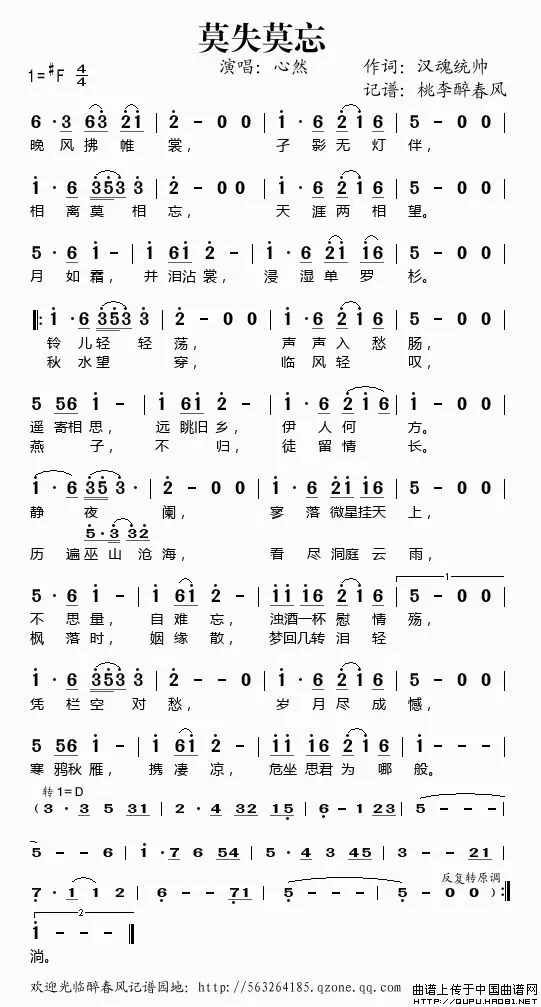 莫失莫忘
1=#F 4/4 演唱：心然 作词：汉魂统帅
记谱：桃李醉春风
6·3 63 21 | 2 - 0 0 | 1·6 216 | 5 - 0 0 |
晚风拂帷裳，孑影无灯伴，
1·6 353 3 | 2 - 0 0 | 1·6 216 | 5 - 0 0 |
相离莫相忘，天涯两相望。
5·6 1 - | 1 61 2 - | 1·6 21 16 | 5 - 0 0 |
月如霜，并泪沾裳，浸湿单罗杉。
‖: 1·6 353 3 | 2 - 0 0 | 1·6 216 | 5 - 0 0 |
铃儿轻轻荡，声声入愁肠，
秋水望穿，临风轻叹，
5 56 1 - | 1 61 2 - | 1·6 216 | 1 - 0 0 |
遥寄相思，远眺旧乡，伊人何方。
燕子，不归，徒留情长。
1·6 35 3· | 2 - 0 0 | 1·6 21 16 | 5 - 0 0 |
静夜阑，寥落微星挂天上，
5·3 32
历遍巫山沧海，看尽洞庭云雨，
5·6 1 - | 1 61 2 - | 11 16 216 | 5 - 0 0 |
不思量，自难忘，浊酒一杯慰情殇，
枫落时，姻缘散，梦回几转泪轻
1·6 353 3 | 2 - - 0 | 1·6 216 | 5 - 0 0 |
凭栏空对愁，岁月尽成憾，
5 56 1 - | 1 61 2 - | 11 16 216 | 1 - - - |
寒鸦秋雁，携凄凉，危坐思君为哪般。
转1=D
(3·3 5 31 | 2·4 32 15 | 6 - 1 23 | 5 - - - |
5 - - 6 | 1·7 6 54 | 5·4 3 45 | 3 - - 21 |
反复转原调
7·1 1 2 | 6 - - 71 | 5 - - - | 5 - 0 0 ) :‖
2
1 - - ‖
淌。
欢迎光临醉春风记谱园地：http://563264185.qzone.qq.com/
曲谱上传于中国曲谱网
HTTP://QUPU.HAO81.NET